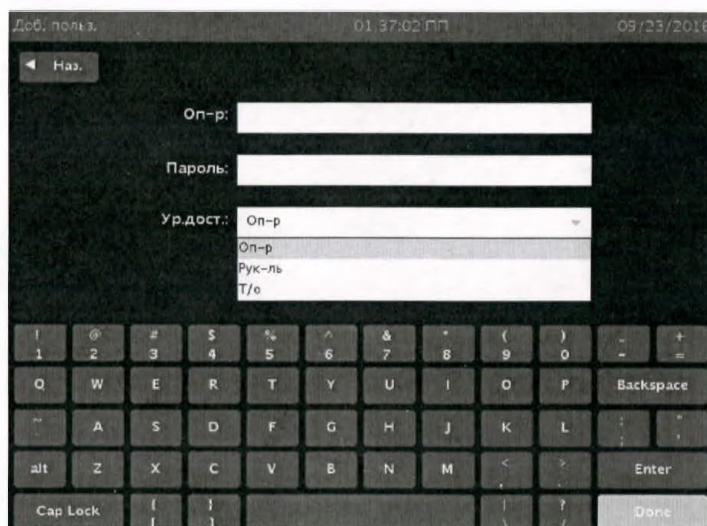 Доб. польз. 01:37:02 ПП 09/23/2016
◄ Наз.
Оп-р:
Пароль:
Ур.дост.: Оп-р
Оп-р
Рук-ль
Т/о
! @ # $ % ^ & * ( ) _ +
1 2 3 4 5 6 7 8 9 0 - =
Q W E R T Y U I O P Backspace
~ A S D F G H J K L : "
; '
alt Z X C V B N M < > Enter
Cap Lock { } | ? Done